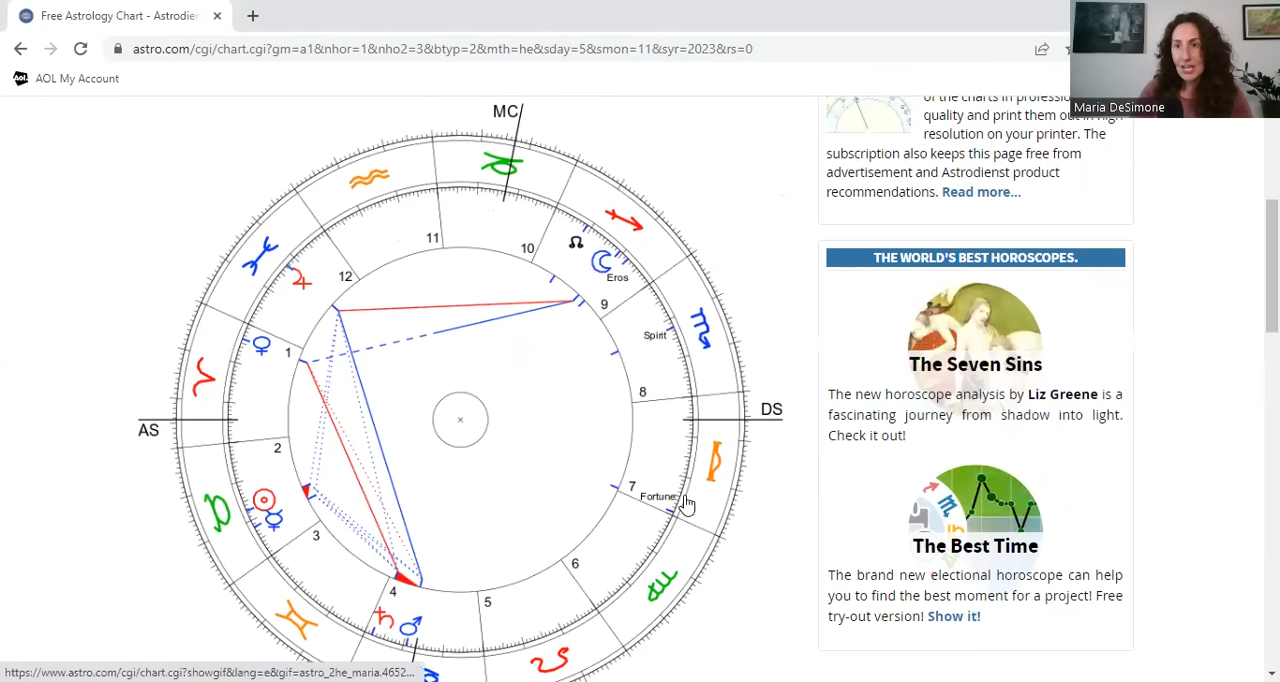 Free Astrology Chart - Astrodien
astro.com/cgi/chart.cgi?gm=a1&nhor=1&nho2=3&btyp=2&mth=he&sday=5&smon=11&syr=2023&rs=0
AOL. AOL My Account
Maria DeSimone
of the charts in
quality and print them out in high
resolution on your printer. The
subscription also keeps this page free from
advertisement and Astrodienst product
recommendations. Read more...
THE WORLD'S BEST HOROSCOPES.
The Seven Sins
The new horoscope analysis by Liz Greene is a
fascinating journey from shadow into light.
Check it out!
The Best Time
The brand new electional horoscope can help
you to find the best moment for a project! Free
try-out version! Show it!
MC
11
10
12
Eros
9
Spirit
1
8
AS
DS
2
7
Fortune
3
6
4
5
https://www.astro.com/cgi/chart.cgi?showgif&lang=e&gif=astro_2he_maria.4652...